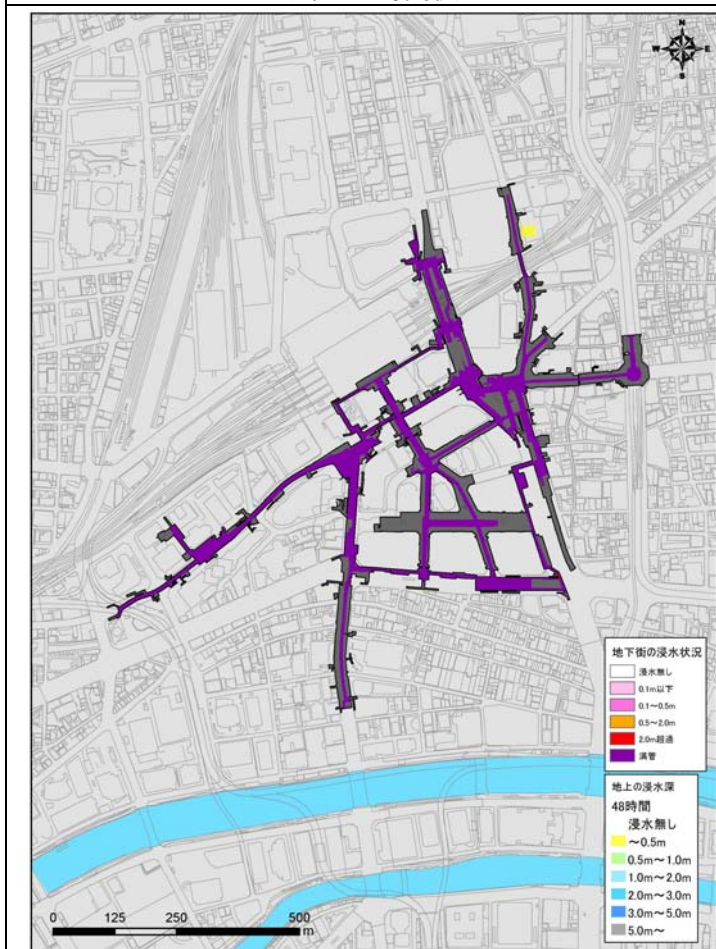 N
W E
S
地下街の浸水状況
浸水無し
0.1m以下
0.1～0.5m
0.5～2.0m
2.0m超過
満管
地上の浸水深
48時間
浸水無し
～0.5m
0.5m～1.0m
1.0m～2.0m
2.0m～3.0m
3.0m～5.0m
5.0m～
0 125 250 500
m